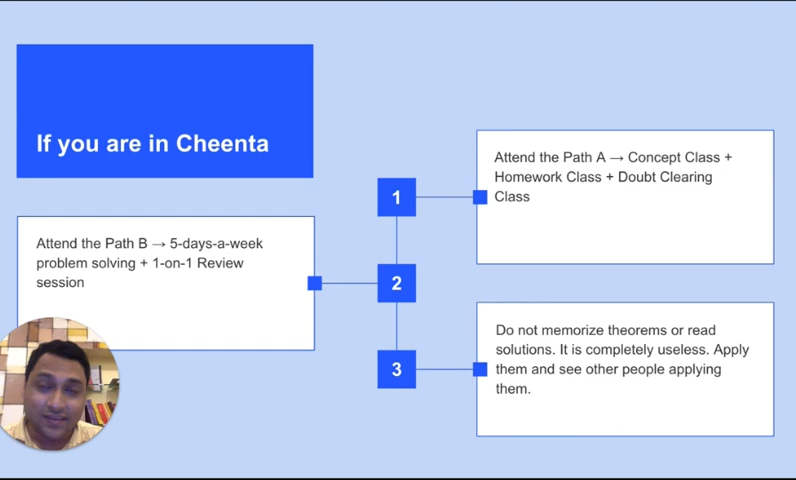 If you are in Cheenta
1
Attend the Path A → Concept Class +
Homework Class + Doubt Clearing
Class
2
Attend the Path B → 5-days-a-week
problem solving + 1-on-1 Review
session
3
Do not memorize theorems or read
solutions. It is completely useless. Apply
them and see other people applying
them.